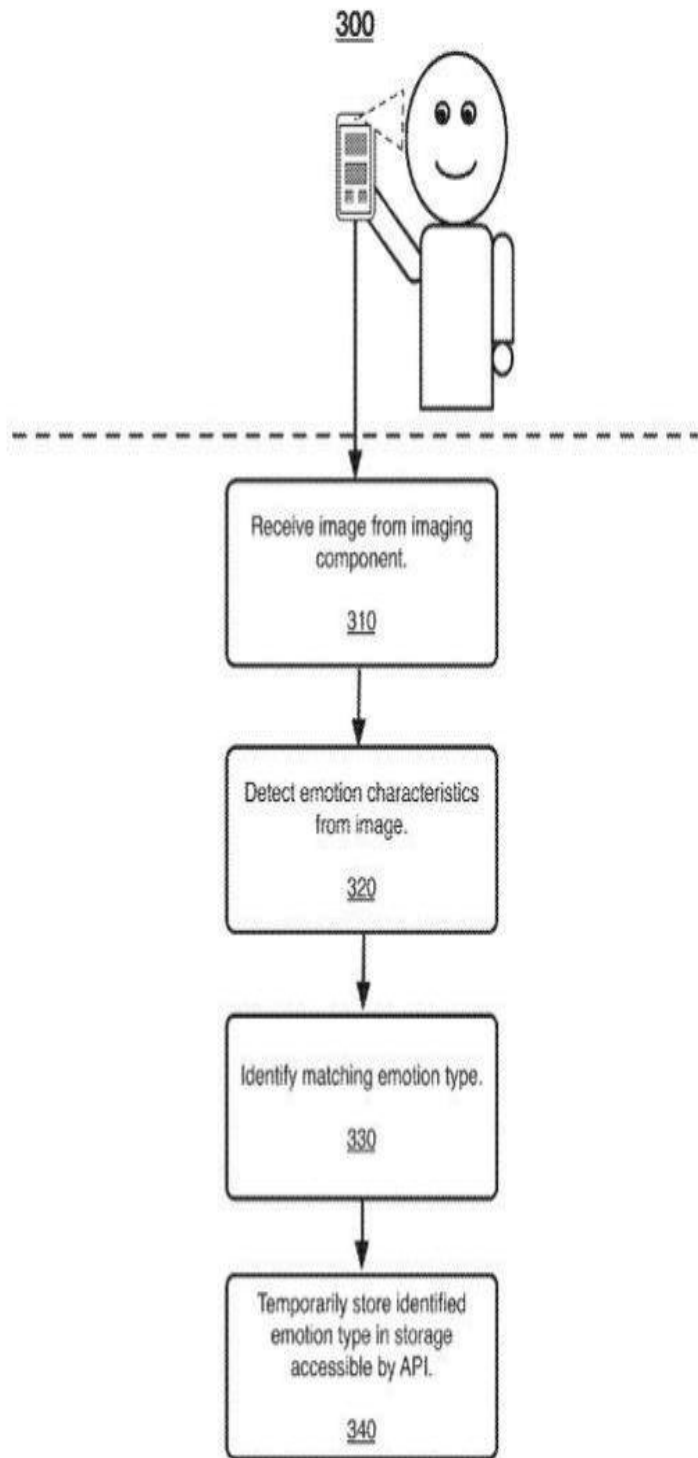 300
Receive image from imaging
component.
310
Detect emotion characteristics
from image.
320
Identify matching emotion type.
330
Temporarily store identified
emotion type in storage
accessible by API.
340